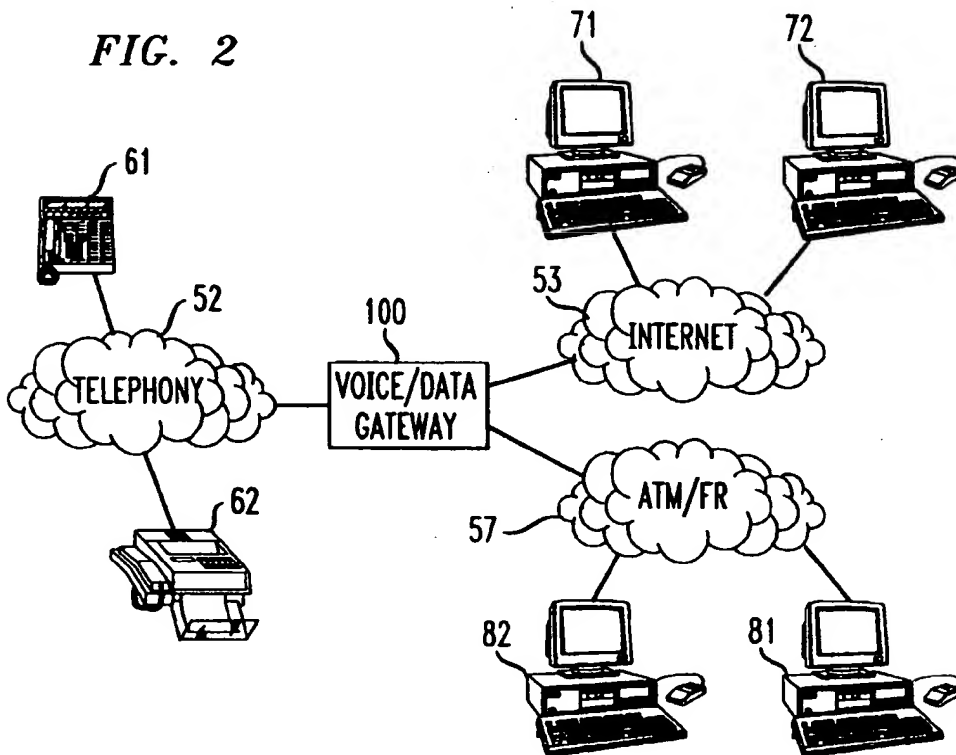 FIG. 2
71
72
61
52
53
100
TELEPHONY
VOICE/DATA
GATEWAY
INTERNET
62
57
ATM/FR
82
81